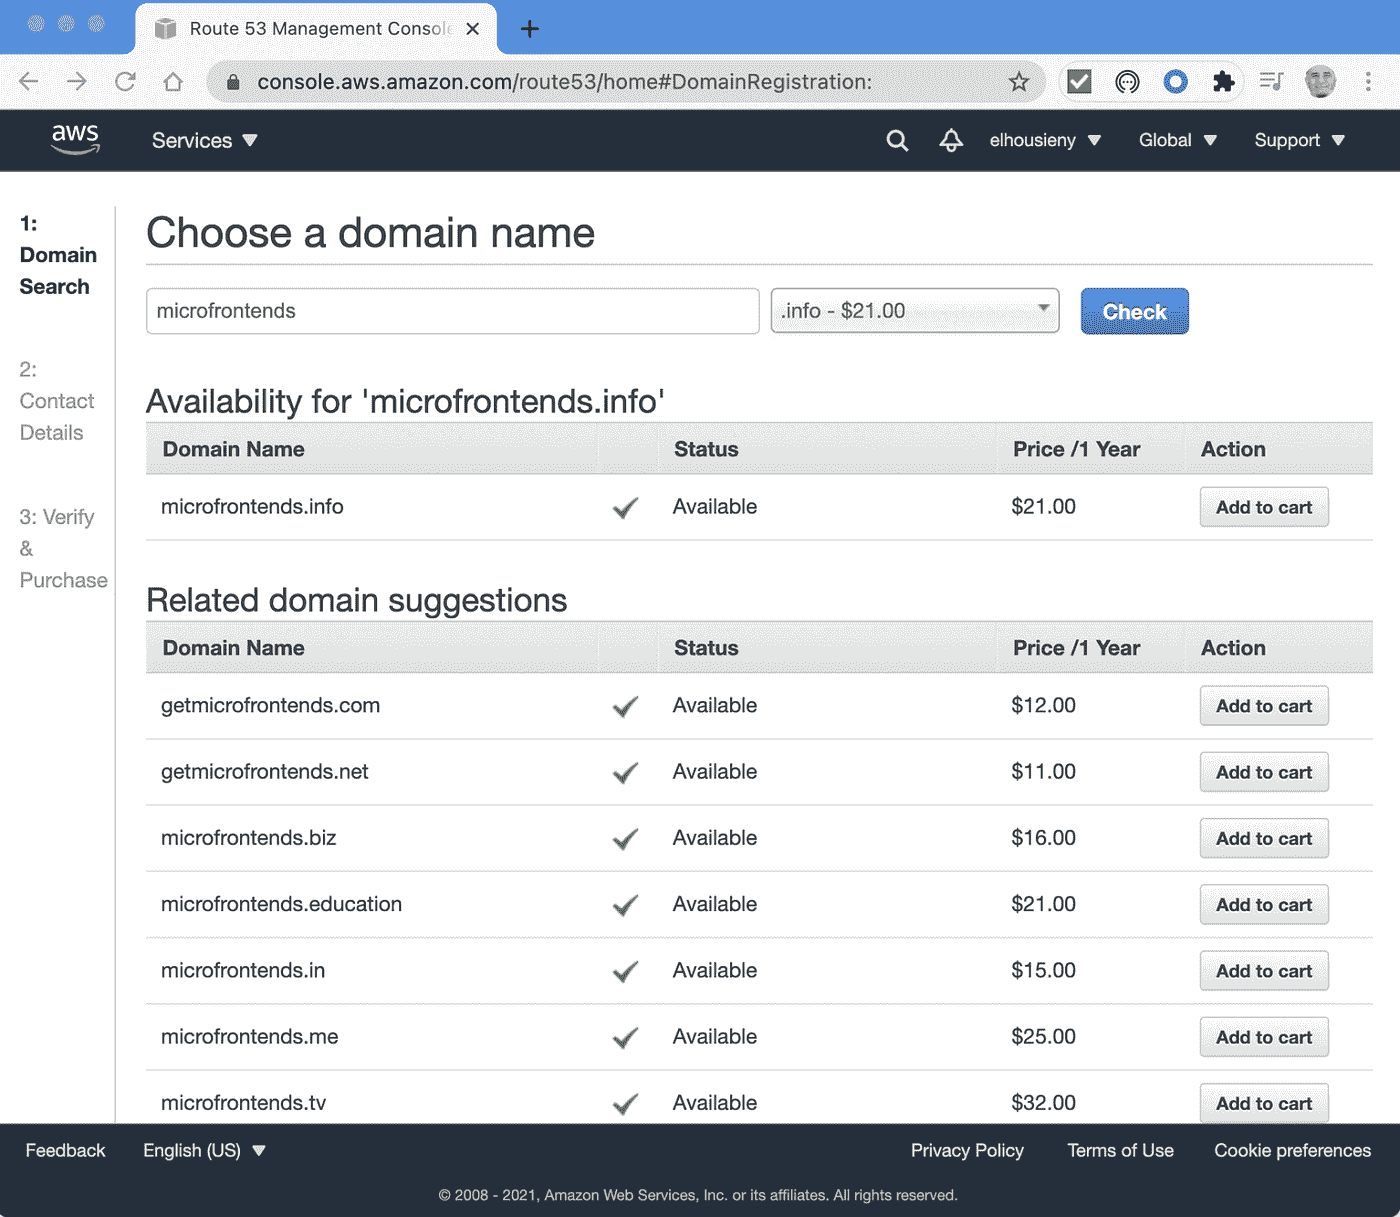 Route 53 Management Console
console.aws.amazon.com/route53/home#DomainRegistration:
aws
Services
elhousieny
Global
Support
1:
Domain
Search
2:
Contact
Details
3: Verify
&
Purchase
Choose a domain name
microfrontends
.info - $21.00
Check
Availability for 'microfrontends.info'
Domain Name Status Price /1 Year Action
microfrontends.info Available $21.00 Add to cart
Related domain suggestions
Domain Name Status Price /1 Year Action
getmicrofrontends.com Available $12.00 Add to cart
getmicrofrontends.net Available $11.00 Add to cart
microfrontends.biz Available $16.00 Add to cart
microfrontends.education Available $21.00 Add to cart
microfrontends.in Available $15.00 Add to cart
microfrontends.me Available $25.00 Add to cart
microfrontends.tv Available $32.00 Add to cart
Feedback English (US) Privacy Policy Terms of Use Cookie preferences
© 2008 - 2021, Amazon Web Services, Inc. or its affiliates. All rights reserved.